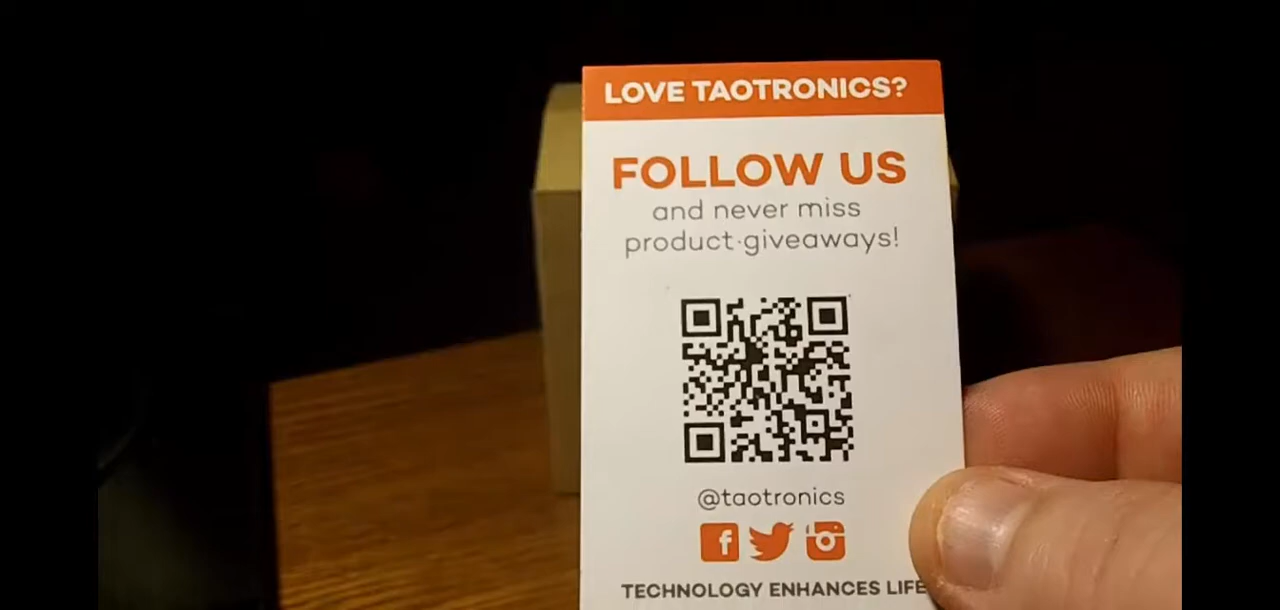 LOVE TAOTRONICS?
FOLLOW US
and never miss
product giveaways!
@taotronics
TECHNOLOGY ENHANCES LIFE